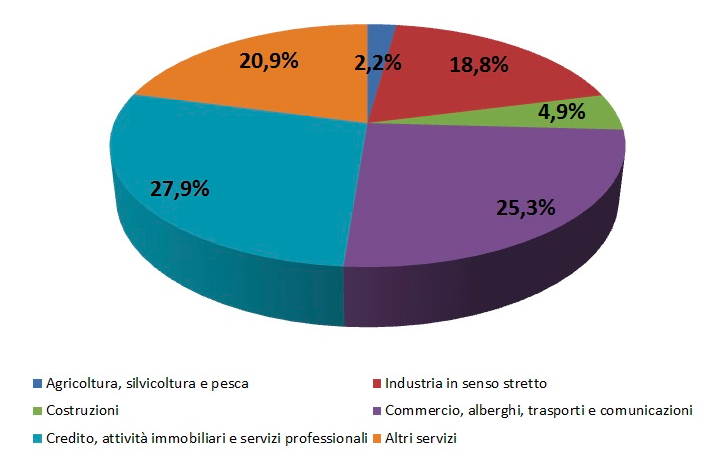 20,9%
2,2%
18,8%
4,9%
27,9%
25,3%
Agricoltura, silvicoltura e pesca
Industria in senso stretto
Costruzioni
Commercio, alberghi, trasporti e comunicazioni
Credito, attività immobiliari e servizi professionali
Altri servizi